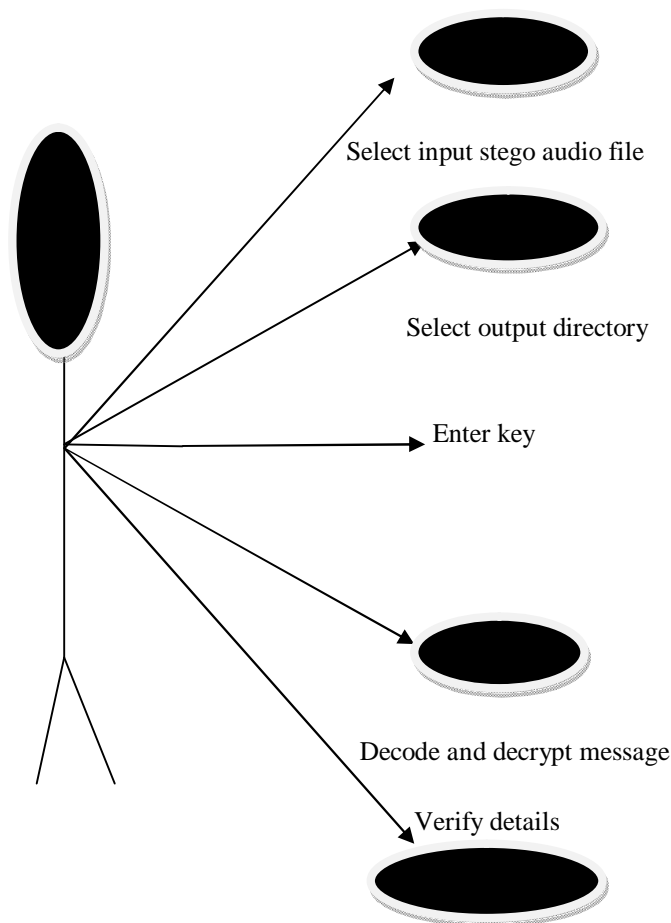 Select input stego audio file
Select output directory
Enter key
Decode and decrypt message
Verify details